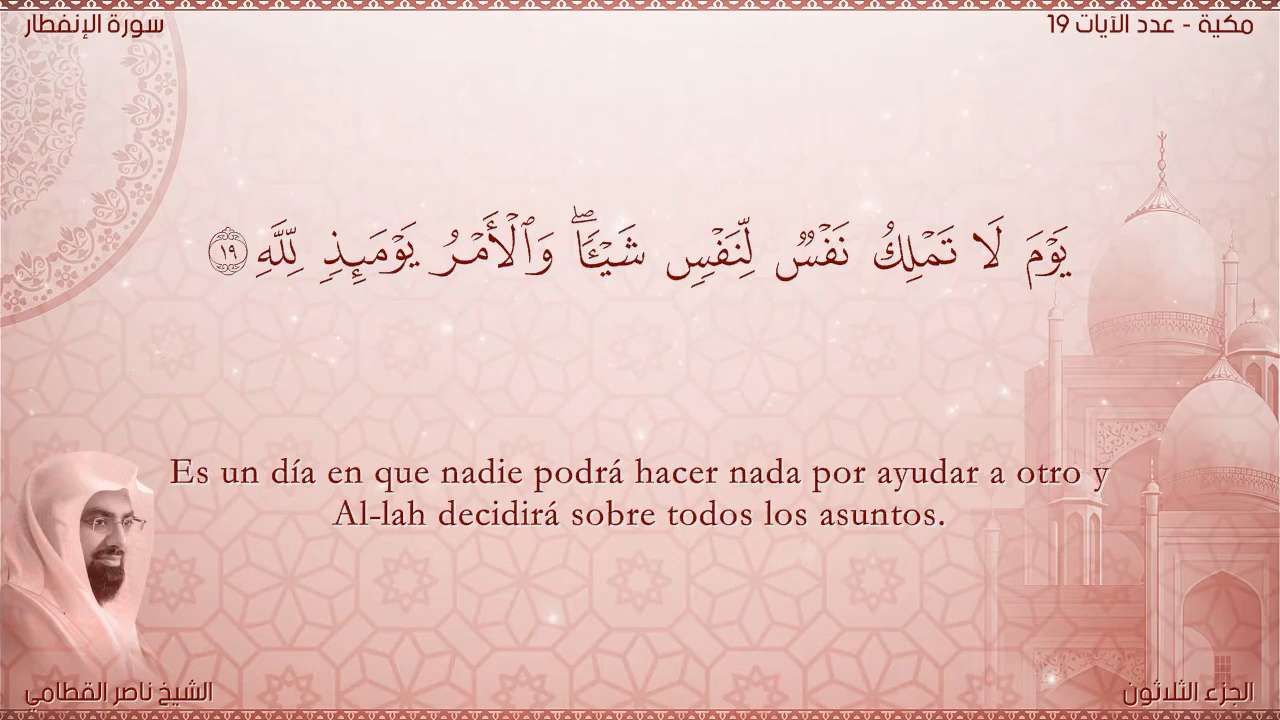 سورة الإنفطار
مكية - عدد الآيات 19
يَوْمَ لَا تَمْلِكُ نَفْسٌ لِّنَفْسٍ شَيْـًٔا ۖ وَٱلْأَمْرُ يَوْمَئِذٍ لِّلَّهِ ١٩
Es un día en que nadie podrá hacer nada por ayudar a otro y
Al-lah decidirá sobre todos los asuntos.
الشيخ ناصر القطامي
الجزء الثلاثون